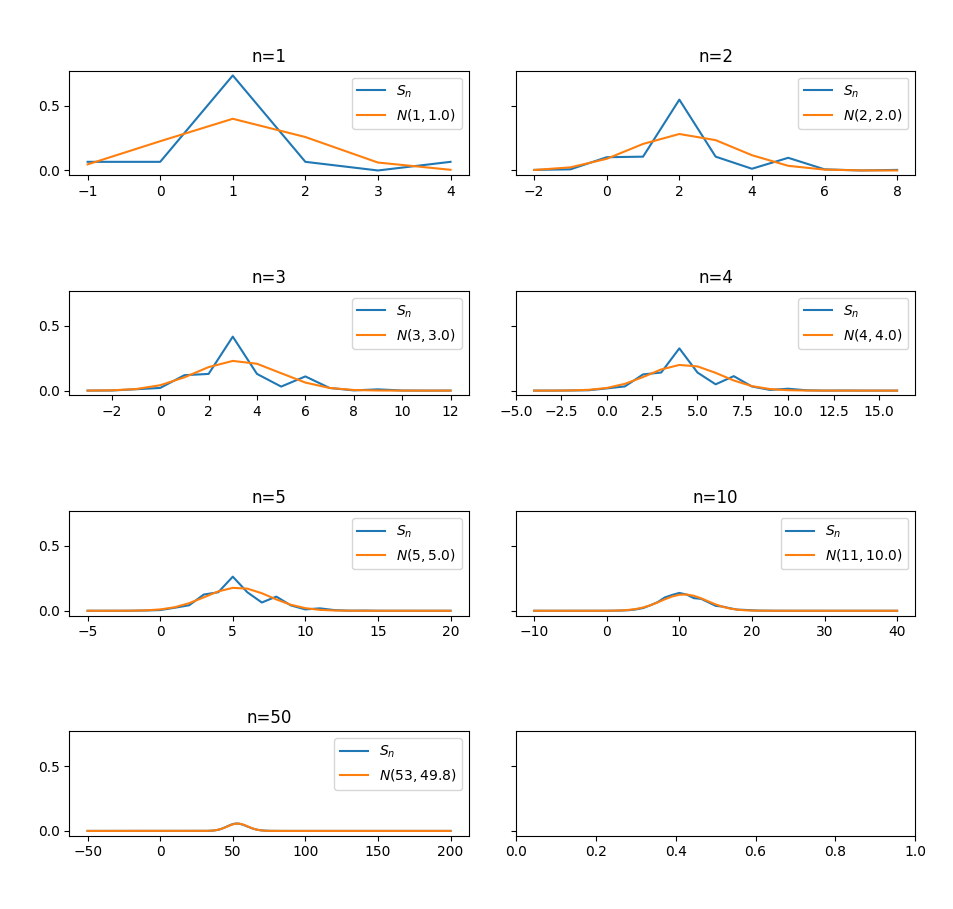 n=1
n=2
0.5
0.0
S_n
N(1, 1.0)
S_n
N(2, 2.0)
−1 0 1 2 3 4
−2 0 2 4 6 8
n=3
n=4
0.5
0.0
S_n
N(3, 3.0)
S_n
N(4, 4.0)
−2 0 2 4 6 8 10 12
−5.0 −2.5 0.0 2.5 5.0 7.5 10.0 12.5 15.0
n=5
n=10
0.5
0.0
S_n
N(5, 5.0)
S_n
N(11, 10.0)
−5 0 5 10 15 20
−10 0 10 20 30 40
n=50
0.5
0.0
S_n
N(53, 49.8)
−50 0 50 100 150 200
0.0 0.2 0.4 0.6 0.8 1.0